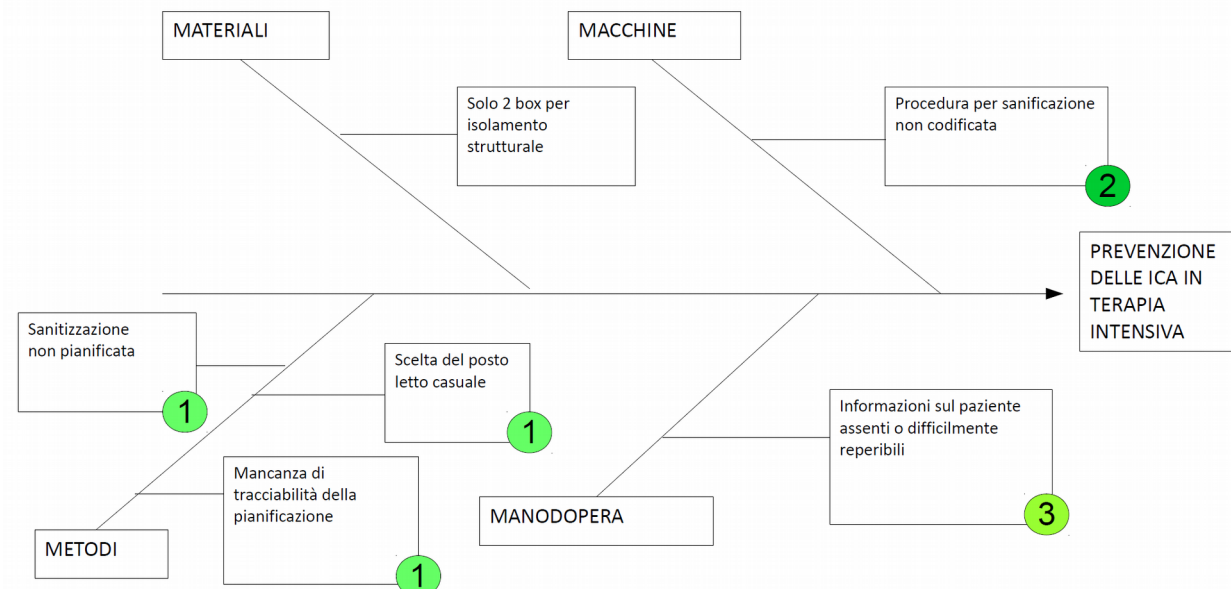 MATERIALI
MACCHINE
Solo 2 box per
isolamento
strutturale
Procedura per sanificazione
non codificata
2
PREVENZIONE
DELLE ICA IN
TERAPIA
INTENSIVA
Sanitizzazione
non pianificata
1
Scelta del posto
letto casuale
1
Informazioni sul paziente
assenti o difficilmente
reperibili
3
Mancanza di
tracciabilità della
pianificazione
1
MANODOPERA
METODI